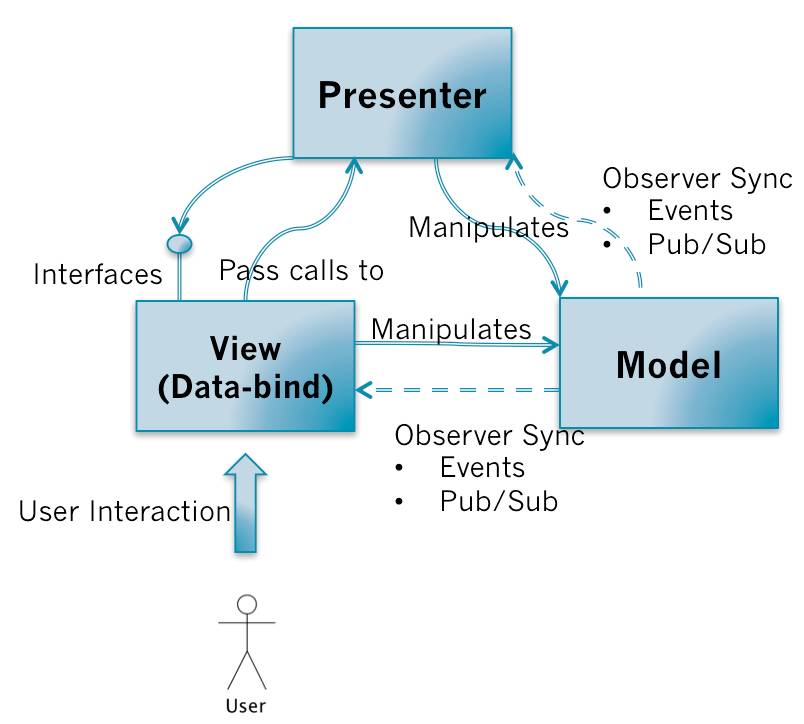 Presenter
Observer Sync
• Events
• Pub/Sub
Manipulates
Interfaces
Pass calls to
Manipulates
View
(Data-bind)
Model
Observer Sync
• Events
• Pub/Sub
User Interaction
User